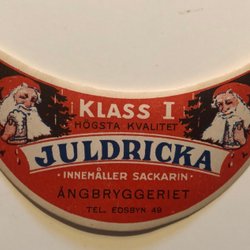 KLASS I
HÖGSTA KVALITET
JULDRICKA
· INNEHÅLLER SACKARIN ·
ÅNGBRYGGERIET
TEL. EDSBYN 49